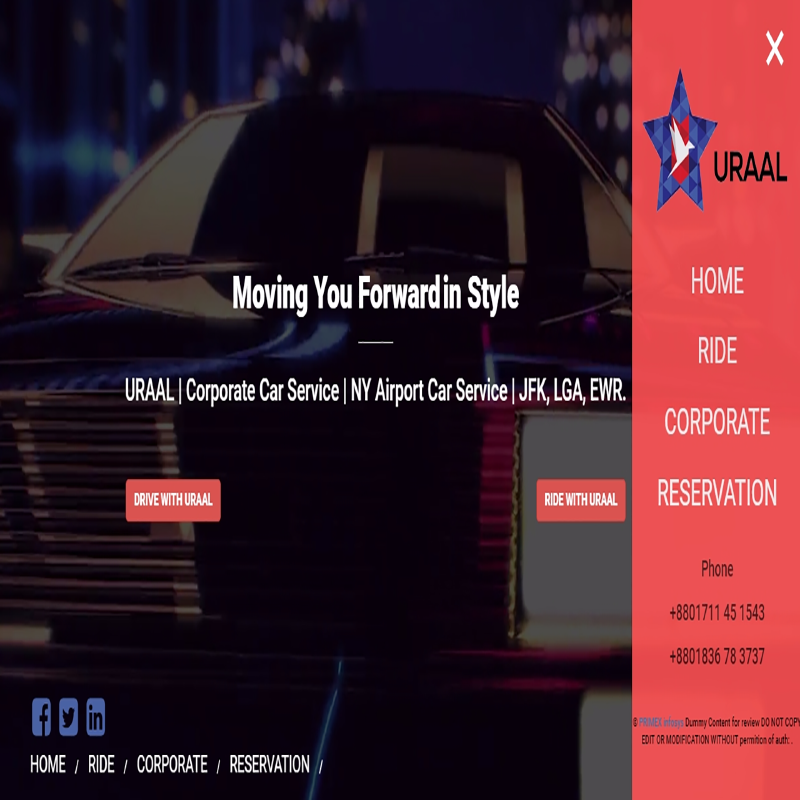 X
URAAL
HOME
RIDE
CORPORATE
RESERVATION
Phone
+8801711 45 1543
+8801836 78 3737
© PRIMEX Infosys Dummy Content for review DO NOT COPY
EDIT OR MODIFICATION WITHOUT permition of auth: .
Moving You Forward in Style
URAAL | Corporate Car Service | NY Airport Car Service | JFK, LGA, EWR.
DRIVE WITH URAAL
RIDE WITH URAAL
HOME / RIDE / CORPORATE / RESERVATION /